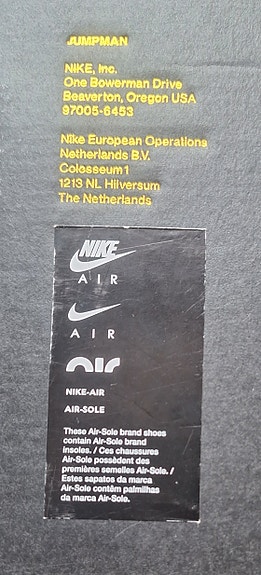 JUMPMAN
NIKE, Inc.
One Bowerman Drive
Beaverton, Oregon USA
97005-6453
Nike European Operations
Netherlands B.V.
Colosseum1
1213 NL Hilversum
The Netherlands
NIKE
AIR
AIR
NIKE-AIR
AIR-SOLE
These Air-Sole brand shoes
contain Air-Sole brand
insoles. / Ces chaussures
Air-Sole possèdent des
premières semelles Air-Sole. /
Estes sapatos da marca
Air-Sole contêm palmilhas
da marca Air-Sole.